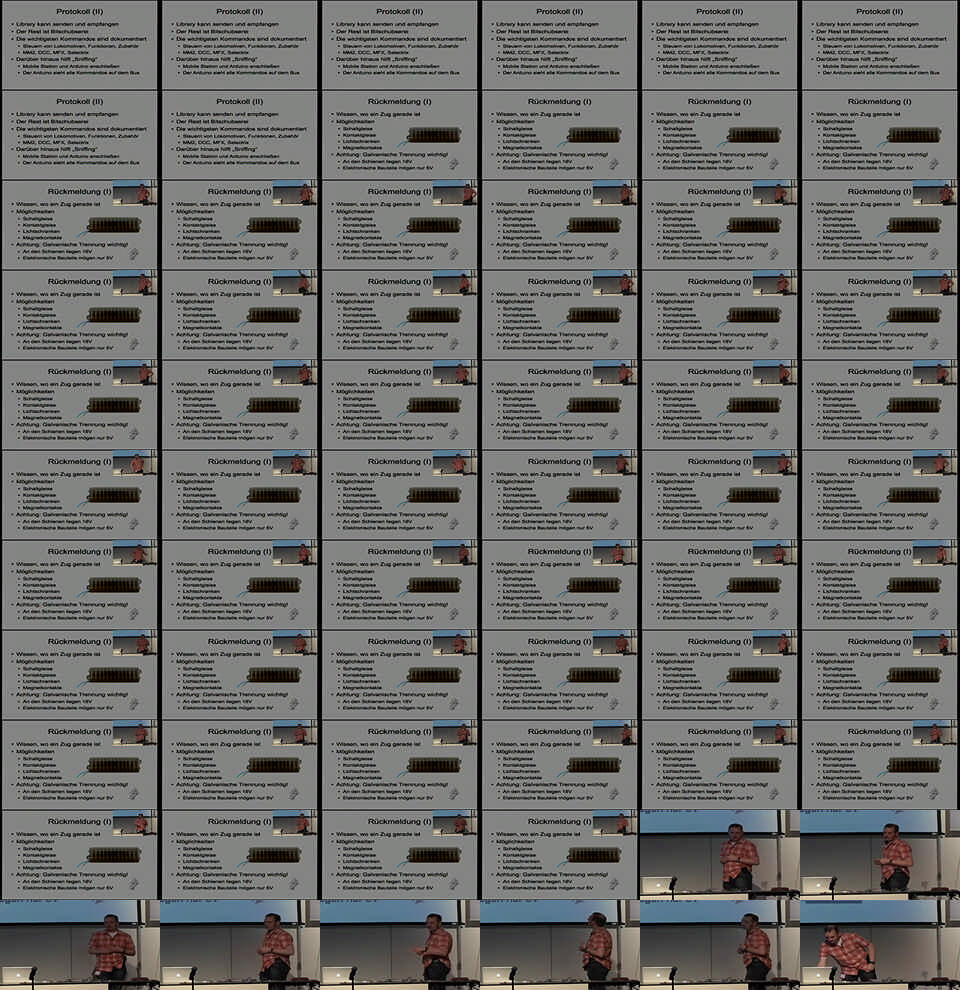 Protokoll (II)
Library kann senden und empfangen
Der Rest ist Bitschubserei
Die wichtigsten Kommandos sind dokumentiert
Steuern von Lokomotiven, Funktionen, Zubehör
MM2, DCC, MFX, Selectrix
Darüber hinaus hilft „Sniffing“
Mobile Station und Arduino anschließen
Der Arduino sieht alle Kommandos auf dem Bus
Rückmeldung (I)
Wissen, wo ein Zug gerade ist
Möglichkeiten
Schaltgleise
Kontaktgleise
Lichtschranken
Magnetkontakte
Achtung: Galvanische Trennung wichtig!
An den Schienen liegen 18V
Elektronische Bauteile mögen nur 5V